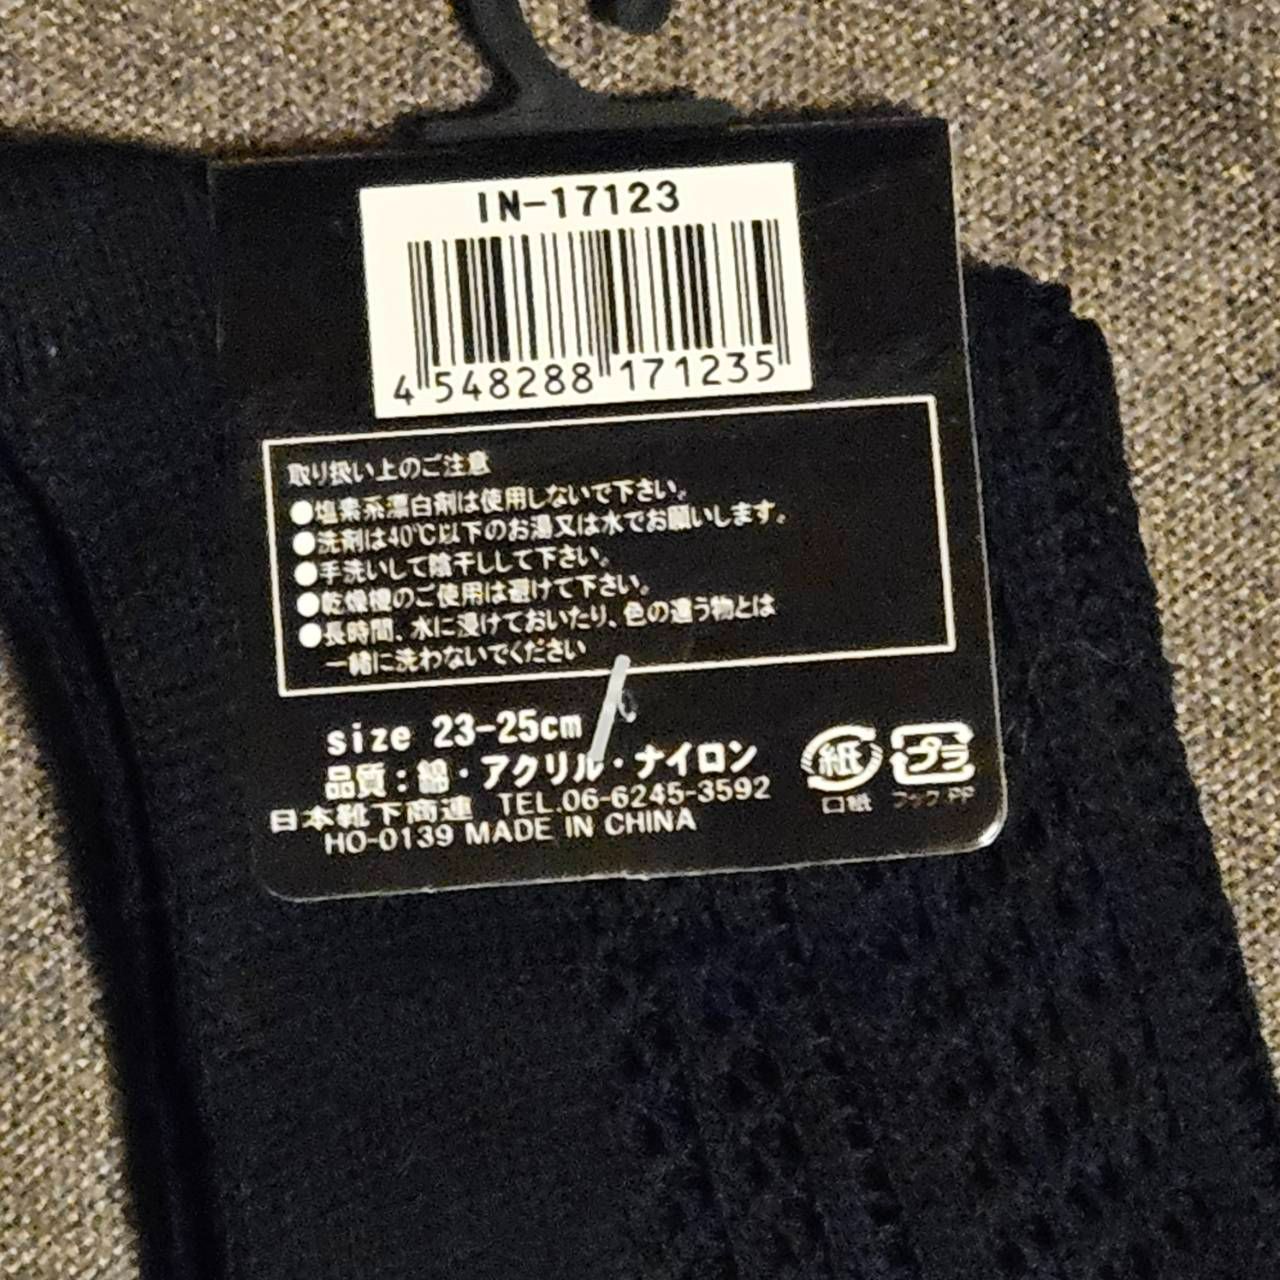 IN-17123
4 548288 171235
取り扱い上のご注意
●塩素系漂白剤は使用しないで下さい。
●洗剤は40℃以下のお湯又は水でお願いします。
●手洗いして陰干しして下さい。
●乾燥機のご使用は避けて下さい。
●長時間、水に浸けておいたり、色の違う物とは
一緒に洗わないでください
size 23-25cm
品質:綿・アクリル・ナイロン
日本靴下商連 TEL.06-6245-3592
HO-0139 MADE IN CHINA
紙 プラ
口紙 フック:PP